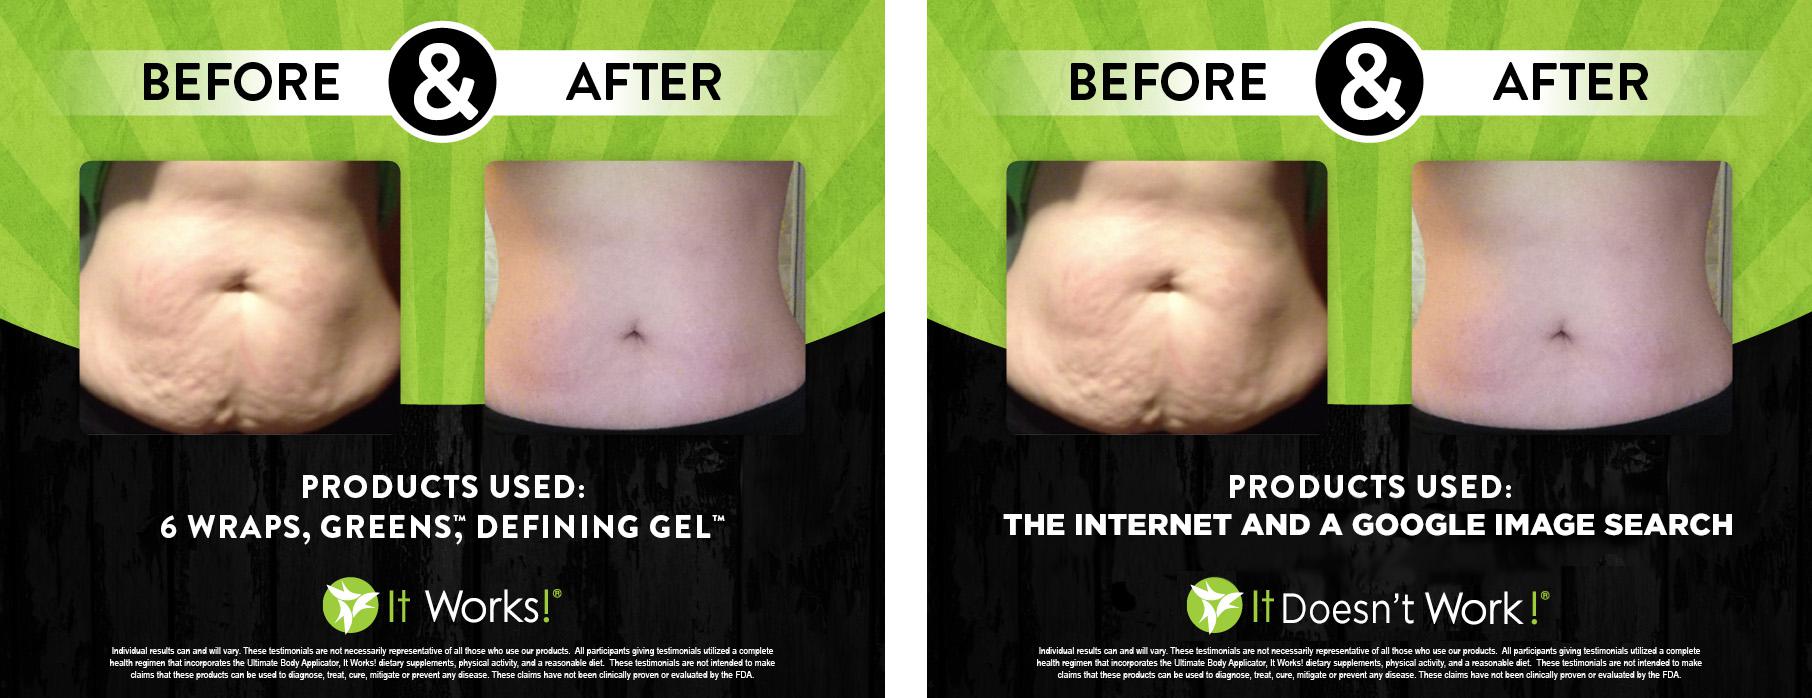 BEFORE & AFTER
PRODUCTS USED:
6 WRAPS, GREENS,™ DEFINING GEL™
It Works!®
Individual results can and will vary. These testimonials are not necessarily representative of all those who use our products. All participants giving testimonials utilized a complete
health regimen that incorporates the Ultimate Body Applicator, It Works! dietary supplements, physical activity, and a reasonable diet. These testimonials are not intended to make
claims that these products can be used to diagnose, treat, cure, mitigate or prevent any disease. These claims have not been clinically proven or evaluated by the FDA.
BEFORE & AFTER
PRODUCTS USED:
THE INTERNET AND A GOOGLE IMAGE SEARCH
It Doesn't Work!®
Individual results can and will vary. These testimonials are not necessarily representative of all those who use our products. All participants giving testimonials utilized a complete
health regimen that incorporates the Ultimate Body Applicator, It Works! dietary supplements, physical activity, and a reasonable diet. These testimonials are not intended to make
claims that these products can be used to diagnose, treat, cure, mitigate or prevent any disease. These claims have not been clinically proven or evaluated by the FDA.